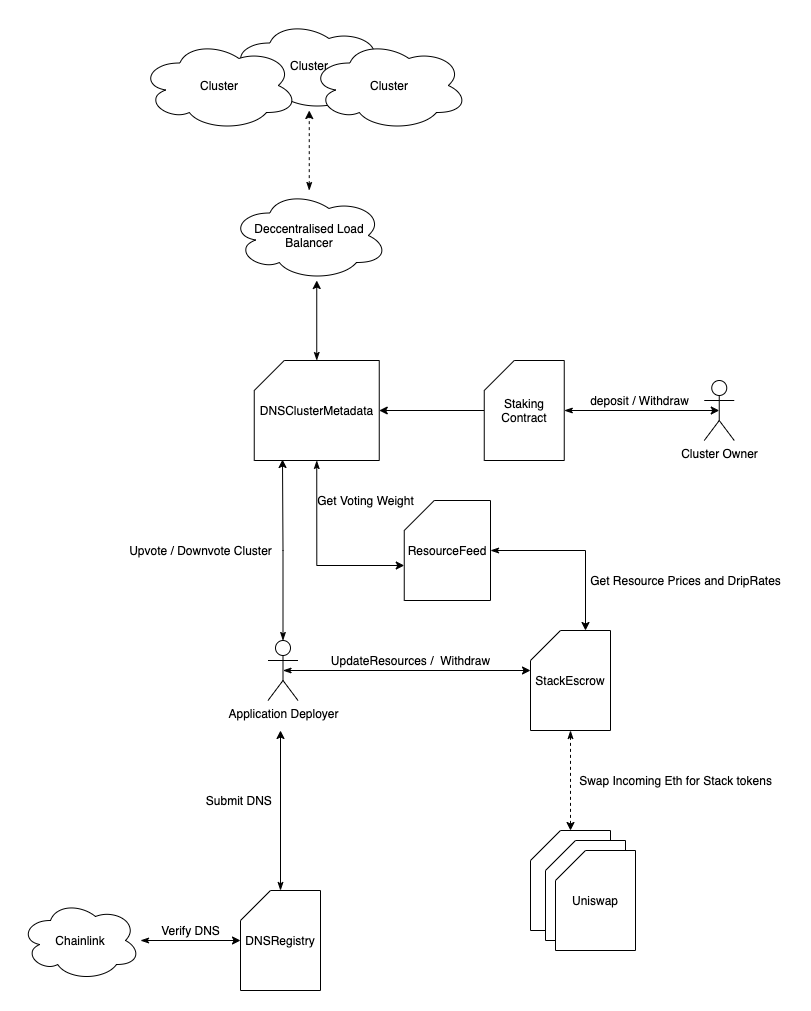 Cluster
Cluster
Cluster
Deccentralised Load
Balancer
DNSClusterMetadata
Staking
Contract
deposit / Withdraw
Cluster Owner
Get Voting Weight
Upvote / Downvote Cluster
ResourceFeed
Get Resource Prices and DripRates
UpdateResources /  Withdraw
StackEscrow
Application Deployer
Swap Incoming Eth for Stack tokens
Submit DNS
Uniswap
Verify DNS
Chainlink
DNSRegistry